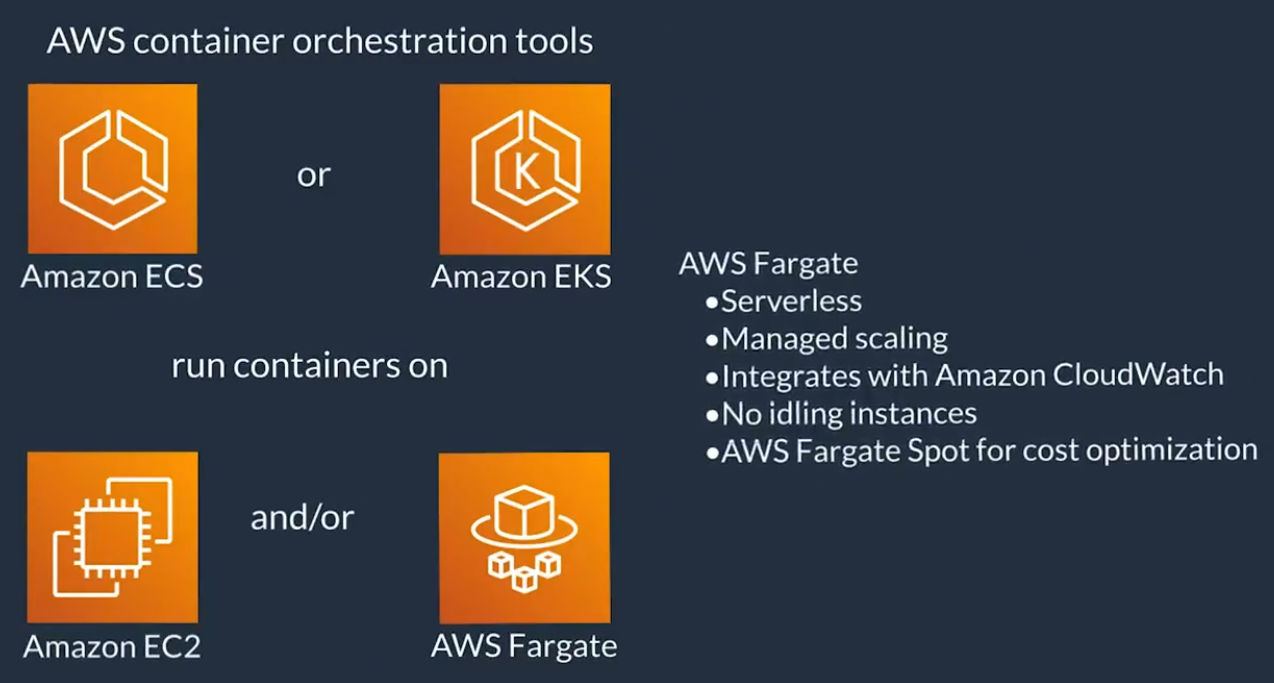 AWS container orchestration tools
or
K
Amazon ECS
Amazon EKS
run containers on
and/or
Amazon EC2
AWS Fargate
AWS Fargate
•Serverless
•Managed scaling
•Integrates with Amazon CloudWatch
•No idling instances
•AWS Fargate Spot for cost optimization